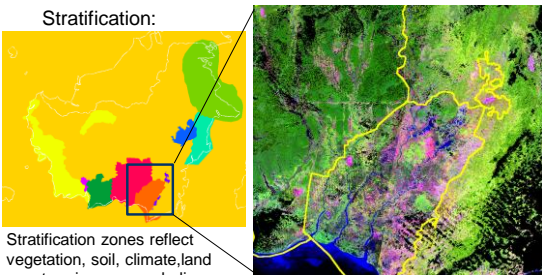 Stratification:
Stratification zones reflect
vegetation, soil, climate,land